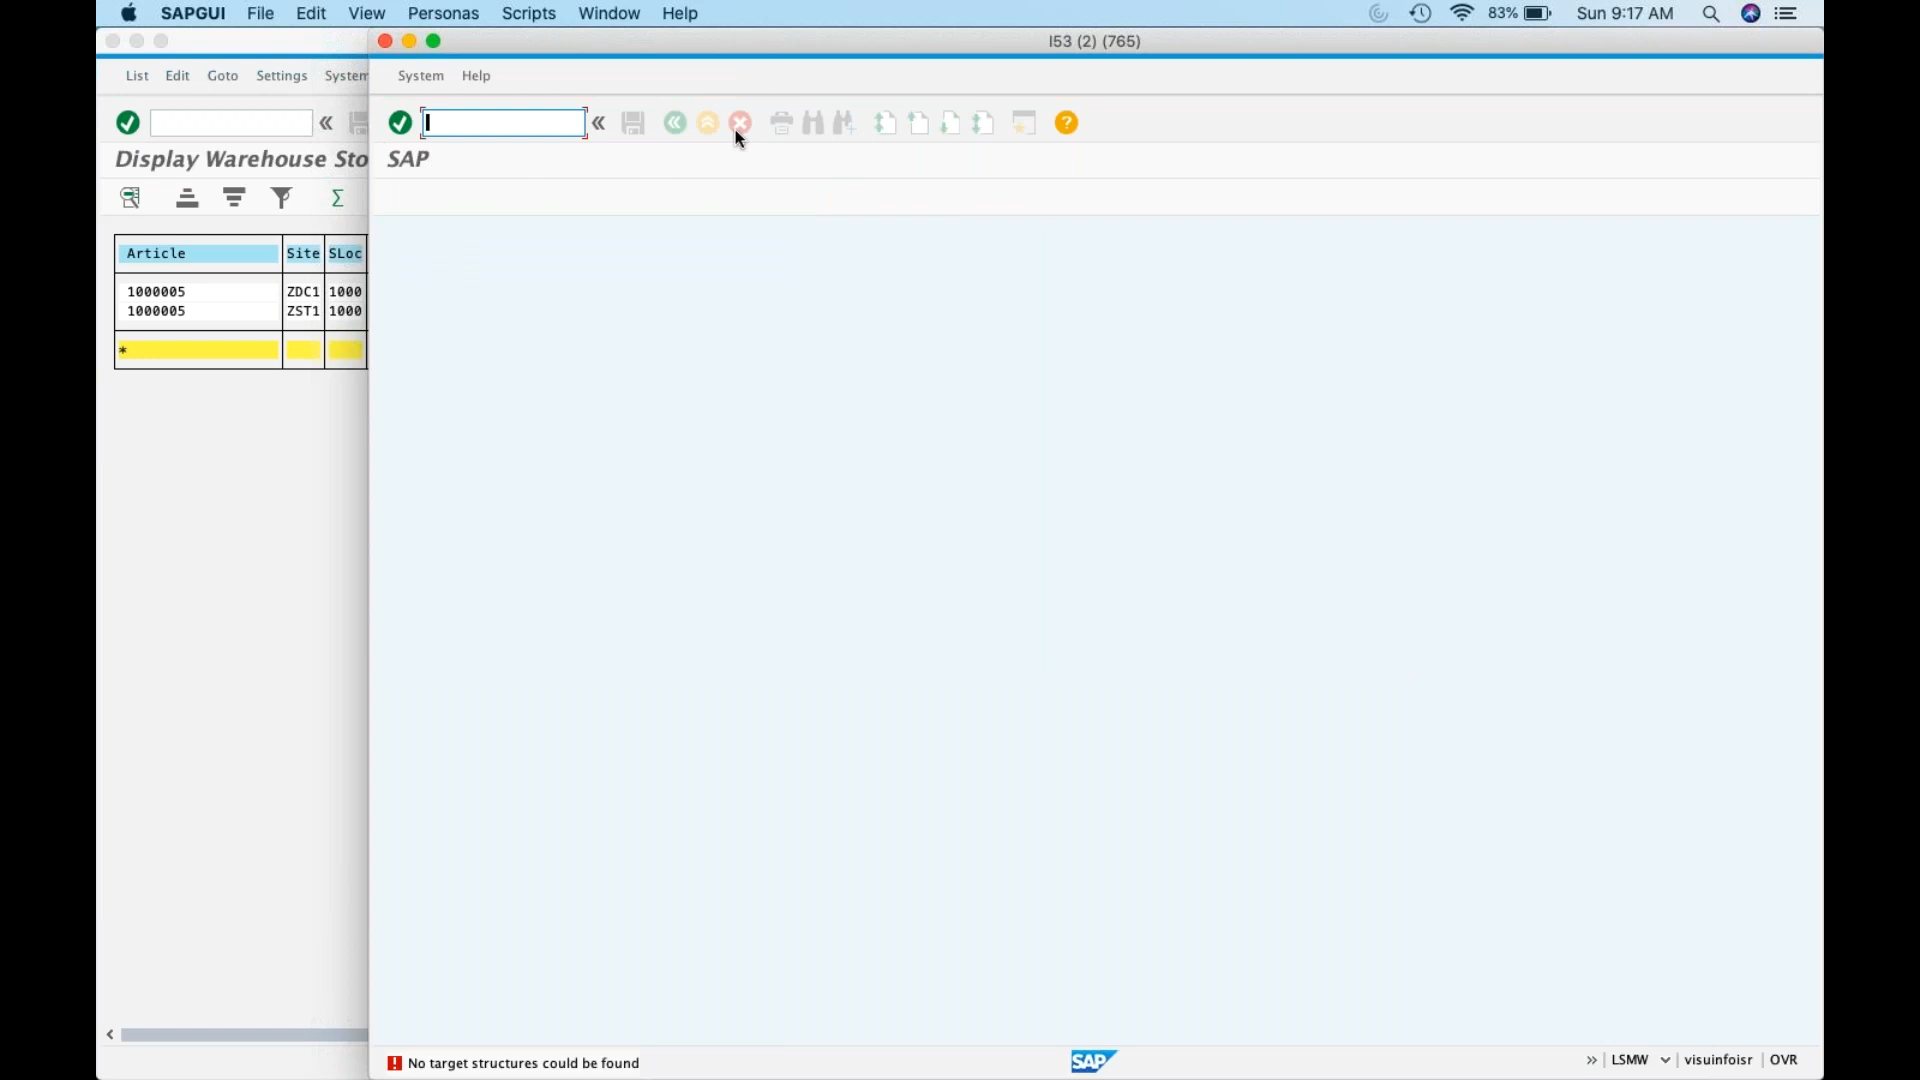 SAPGUI File Edit View Personas Scripts Window Help 83% Sun 9:17 AM
I53 (2) (765)
List Edit Goto Settings System
System Help
Display Warehouse Sto
SAP
Article Site SLoc
1000005 ZDC1 1000
1000005 ZST1 1000
*
No target structures could be found
SAP
LSMW visuinfoisr OVR